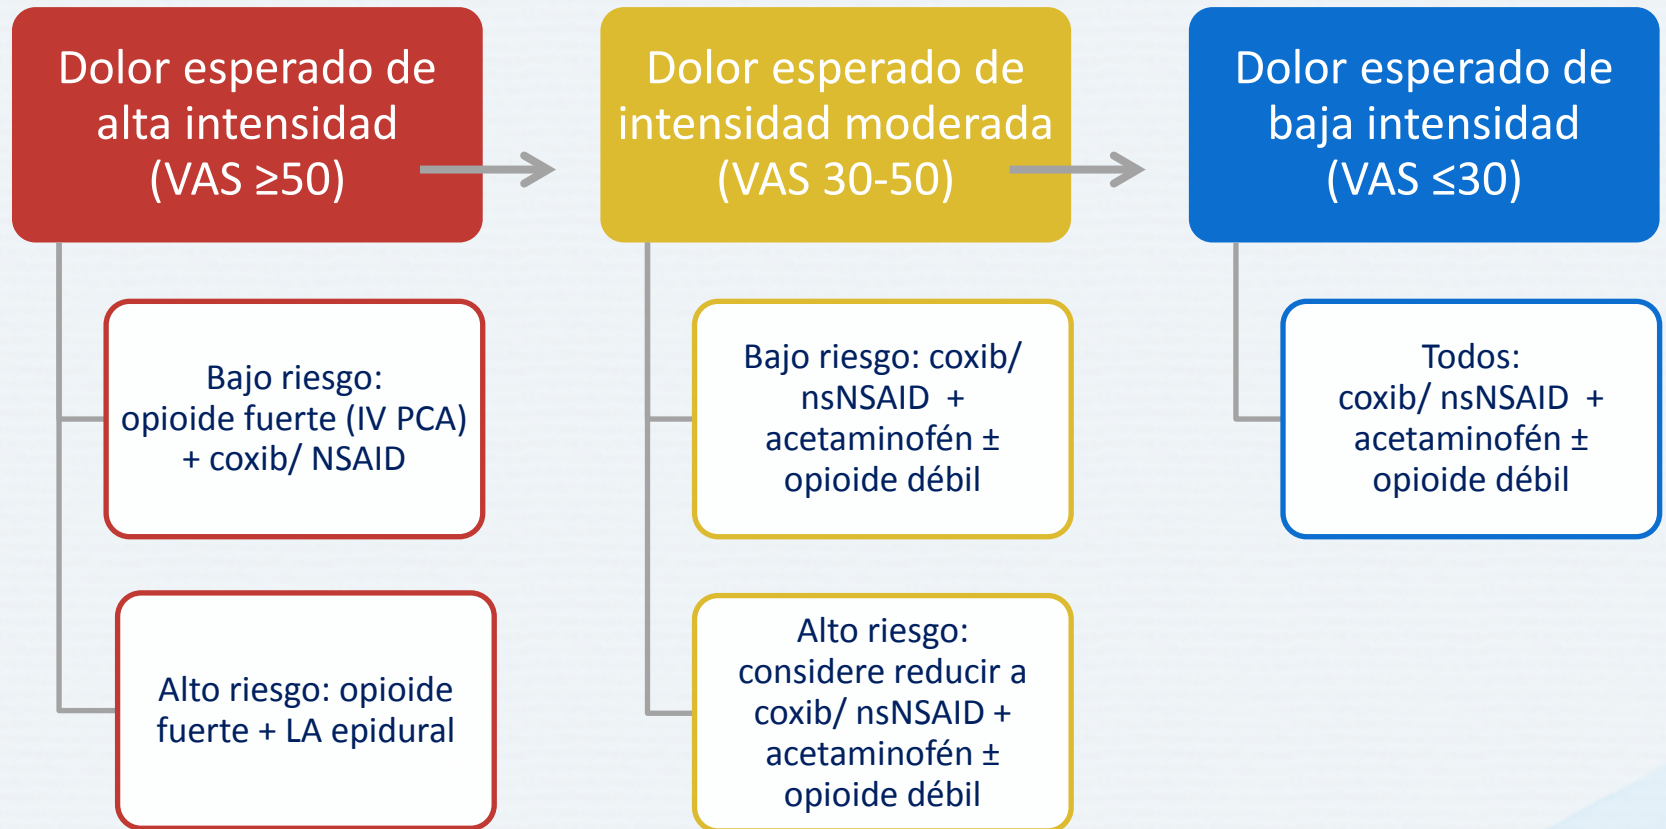 Dolor esperado de
alta intensidad
(VAS ≥50)
Dolor esperado de
intensidad moderada
(VAS 30-50)
Dolor esperado de
baja intensidad
(VAS ≤30)
Bajo riesgo:
opioide fuerte (IV PCA)
+ coxib/ NSAID
Bajo riesgo: coxib/
nsNSAID +
acetaminofén ±
opioide débil
Todos:
coxib/ nsNSAID +
acetaminofén ±
opioide débil
Alto riesgo: opioide
fuerte + LA epidural
Alto riesgo:
considere reducir a
coxib/ nsNSAID +
acetaminofén ±
opioide débil